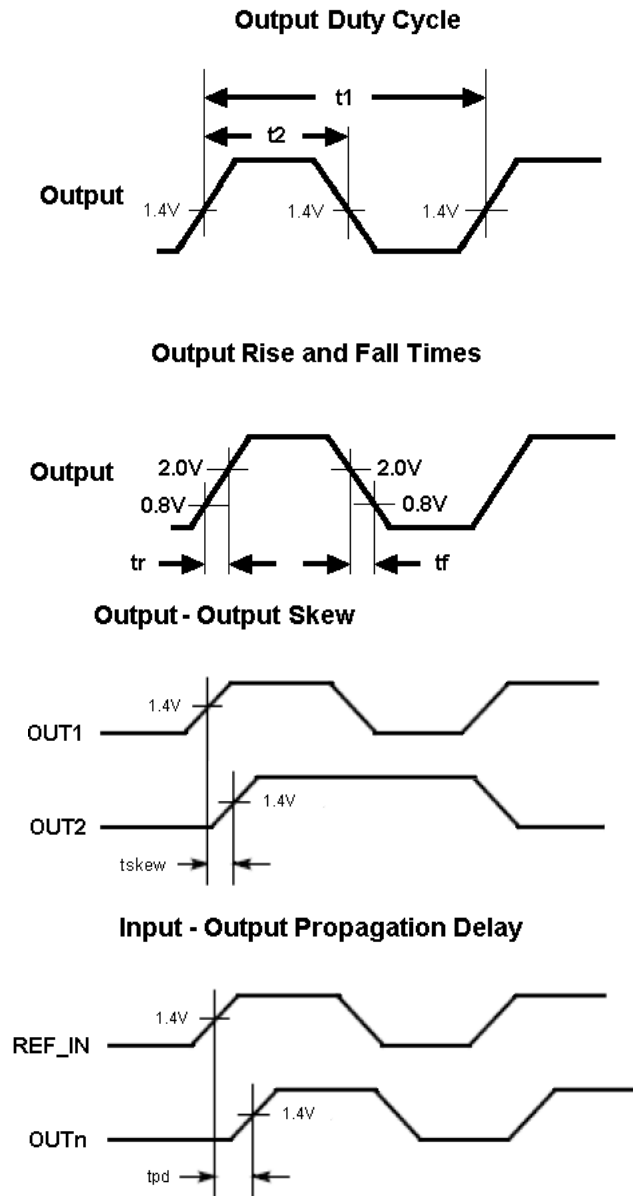 Output Duty Cycle
t1
t2
Output
1.4V
1.4V
1.4V
Output Rise and Fall Times
Output
2.0V
2.0V
0.8V
0.8V
tr
tf
Output - Output Skew
1.4V
OUT1
1.4V
OUT2
tskew
Input - Output Propagation Delay
1.4V
REF_IN
1.4V
OUTn
tpd